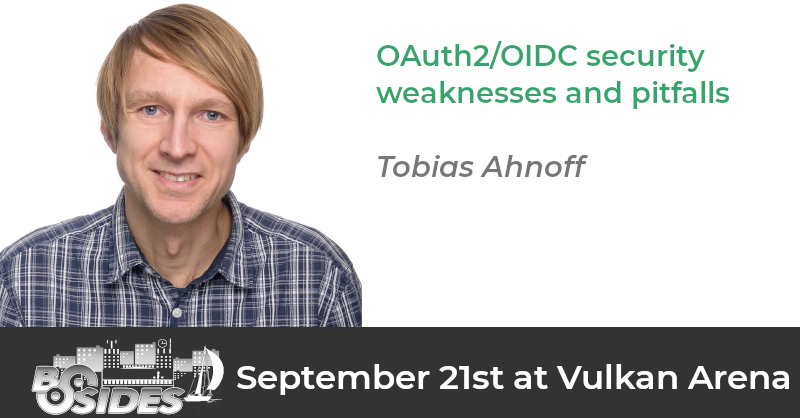 OAuth2/OIDC security
weaknesses and pitfalls
Tobias Ahnoff
BSIDES
September 21st at Vulkan Arena